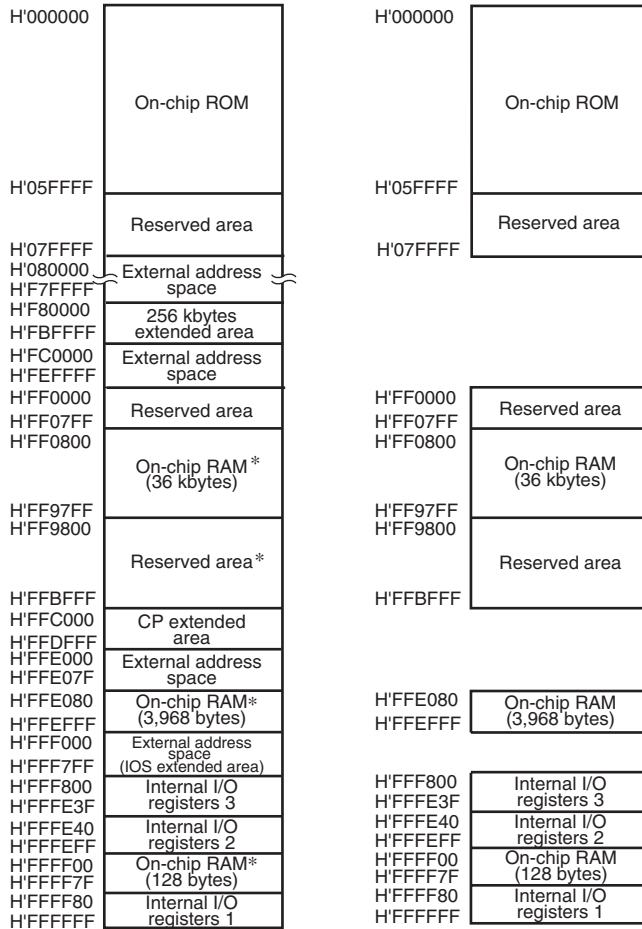 H'000000
On-chip ROM
H'05FFFF
Reserved area
H'07FFFF
H'080000
External address
space
H'F7FFFF
H'F80000
256 kbytes
extended area
H'FBFFFF
H'FC0000
External address
space
H'FEFFFF
H'FF0000
Reserved area
H'FF07FF
H'FF0800
On-chip RAM*
(36 kbytes)
H'FF97FF
H'FF9800
Reserved area*
H'FFBFFF
H'FFC000
CP extended
area
H'FFDFFF
H'FFE000
External address
space
H'FFE07F
H'FFE080
On-chip RAM*
(3,968 bytes)
H'FFEFFF
H'FFF000
External address
space
(IOS extended area)
H'FFF7FF
H'FFF800
Internal I/O
registers 3
H'FFFE3F
H'FFFE40
Internal I/O
registers 2
H'FFFEFF
H'FFFF00
On-chip RAM*
(128 bytes)
H'FFFF7F
H'FFFF80
Internal I/O
registers 1
H'FFFFFF
H'000000
On-chip ROM
H'05FFFF
Reserved area
H'07FFFF
H'FF0000
Reserved area
H'FF07FF
H'FF0800
On-chip RAM
(36 kbytes)
H'FF97FF
H'FF9800
Reserved area
H'FFBFFF
H'FFE080
On-chip RAM
(3,968 bytes)
H'FFEFFF
H'FFF800
Internal I/O
registers 3
H'FFFE3F
H'FFFE40
Internal I/O
registers 2
H'FFFEFF
H'FFFF00
On-chip RAM
(128 bytes)
H'FFFF7F
H'FFFF80
Internal I/O
registers 1
H'FFFFFF